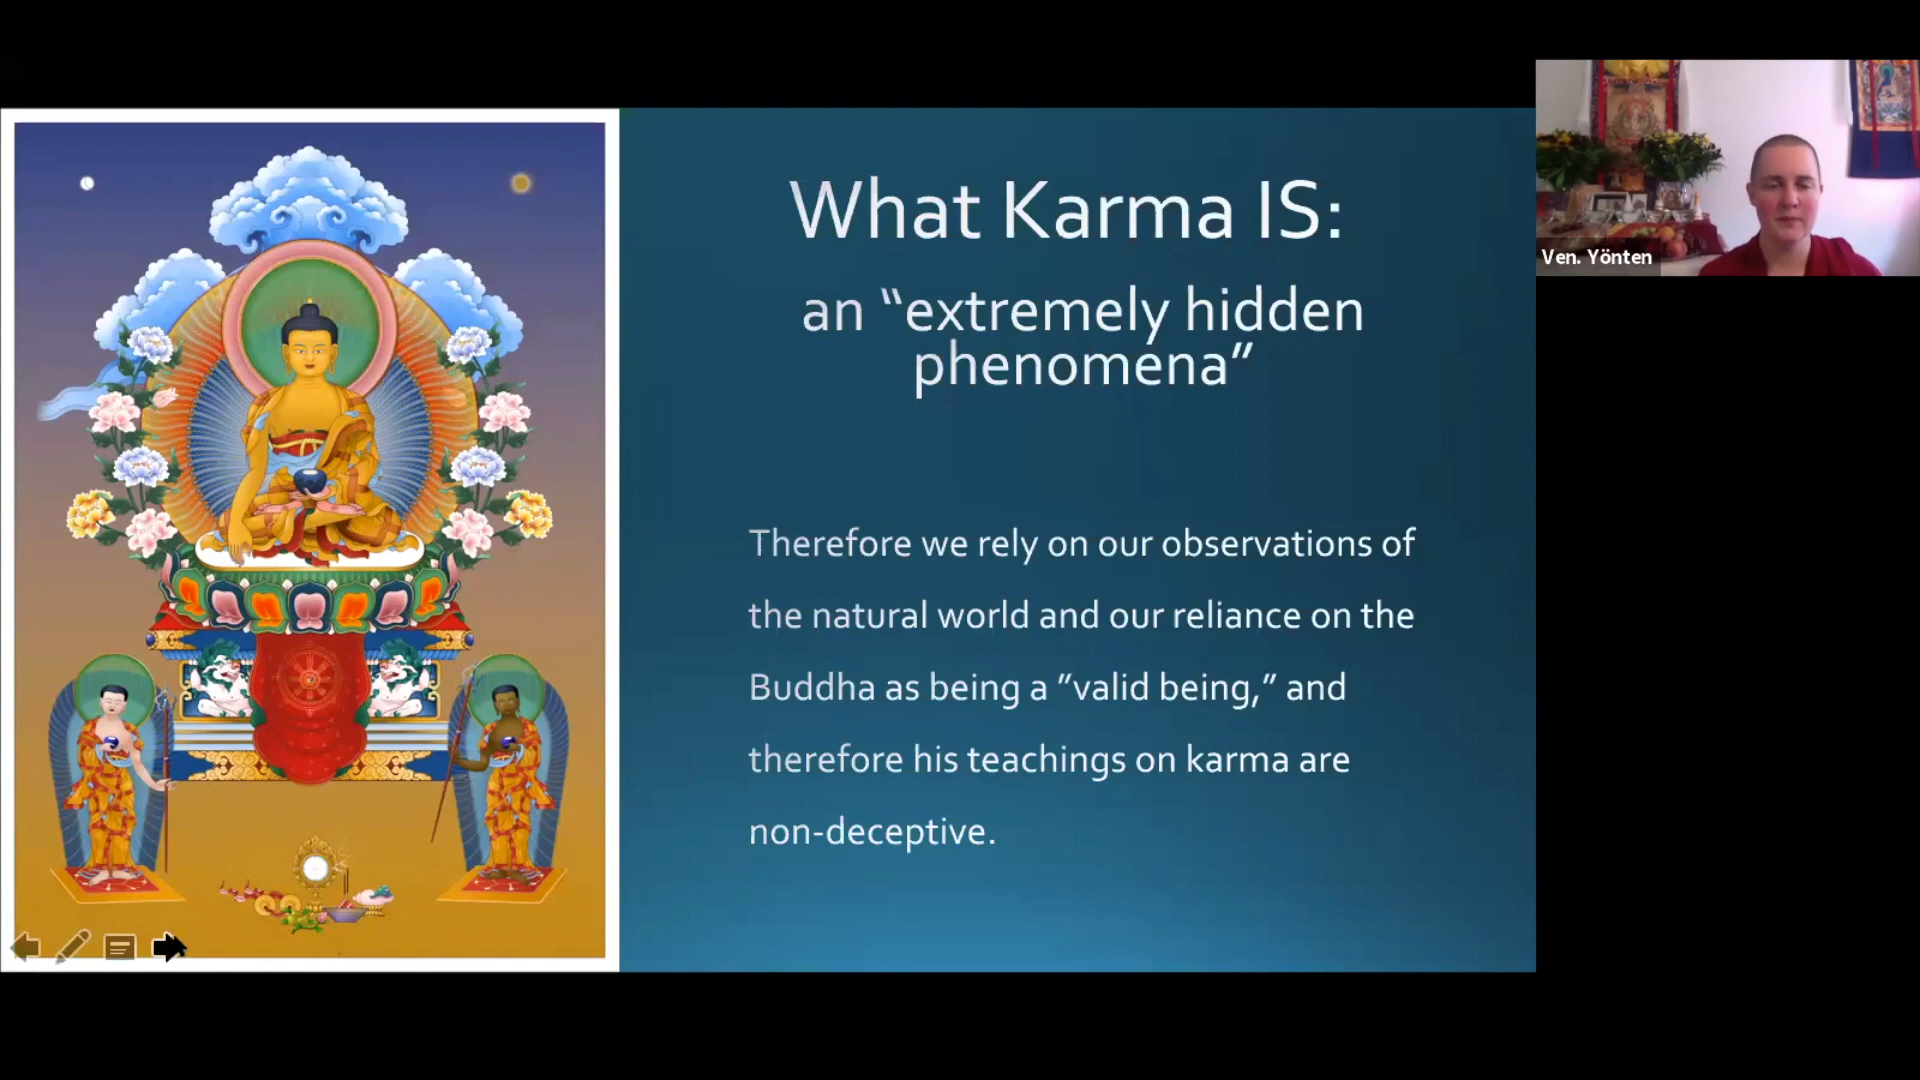 What Karma IS:
an “extremely hidden
phenomena”
Therefore we rely on our observations of
the natural world and our reliance on the
Buddha as being a ”valid being,” and
therefore his teachings on karma are
non-deceptive.
Ven. Yönten